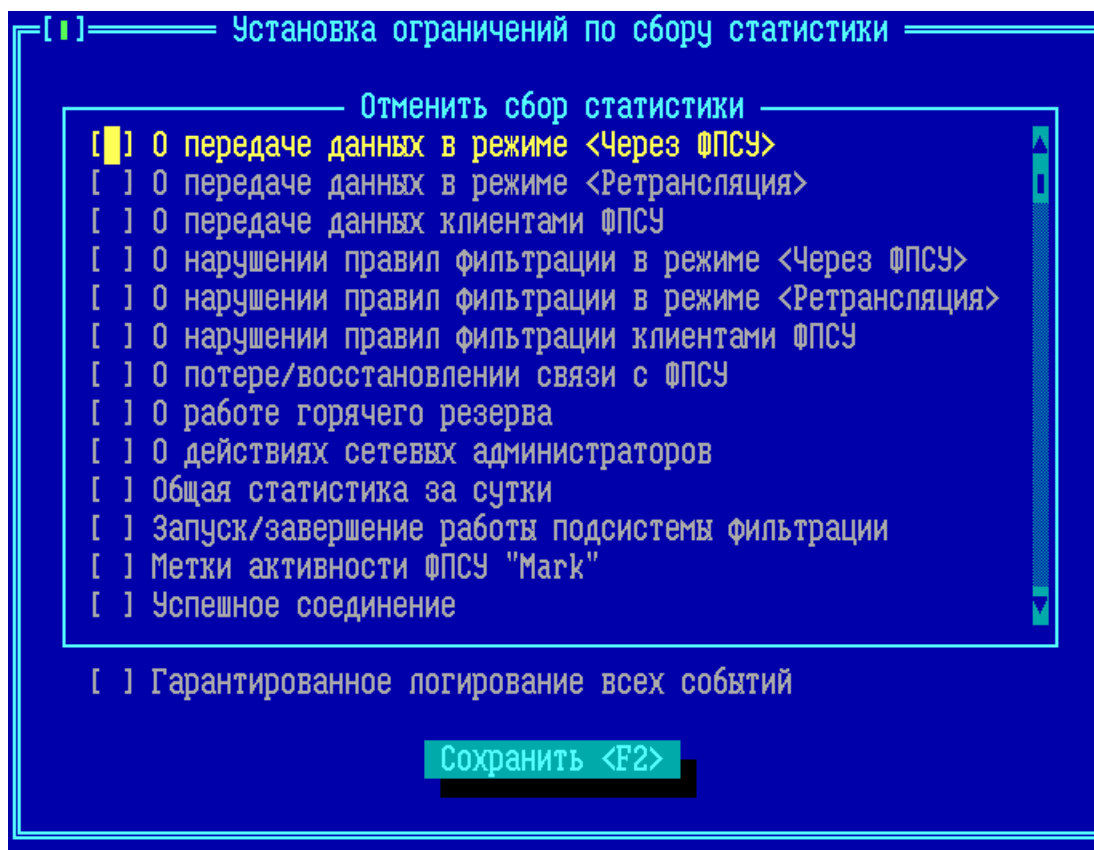 [ ] Установка ограничений по сбору статистики
Отменить сбор статистики
[ ] О передаче данных в режиме <Через ФПСУ>
[ ] О передаче данных в режиме <Ретрансляция>
[ ] О передаче данных клиентами ФПСУ
[ ] О нарушении правил фильтрации в режиме <Через ФПСУ>
[ ] О нарушении правил фильтрации в режиме <Ретрансляция>
[ ] О нарушении правил фильтрации клиентами ФПСУ
[ ] О потере/восстановлении связи с ФПСУ
[ ] О работе горячего резерва
[ ] О действиях сетевых администраторов
[ ] Общая статистика за сутки
[ ] Запуск/завершение работы подсистемы фильтрации
[ ] Метки активности ФПСУ "Mark"
[ ] Успешное соединение
[ ] Гарантированное логирование всех событий
Сохранить <F2>